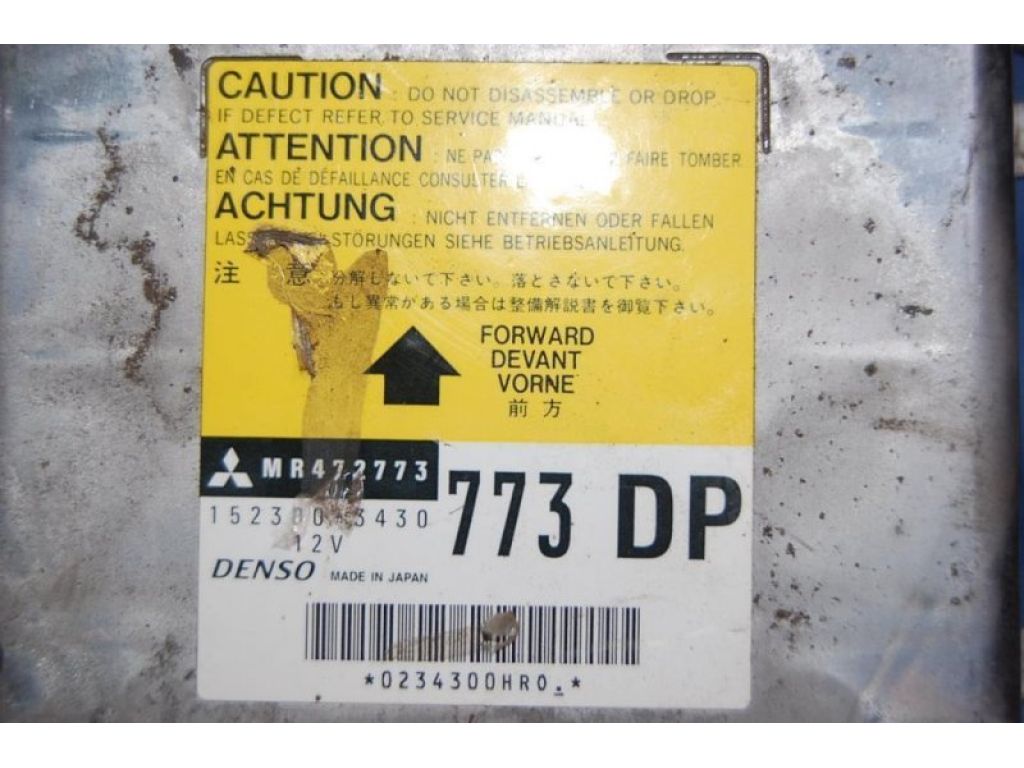 CAUTION : DO NOT DISASSEMBLE OR DROP
IF DEFECT REFER TO SERVICE MANUAL
ATTENTION : NE FAIRE TOMBER
EN CAS DE DÉFAILLANCE CONSULTER
ACHTUNG : NICHT ENTFERNEN ODER FALLEN
STÖRUNGEN SIEHE BETRIEBSANLEITUNG.
注 意 分解しないで下さい。落とさないで下さい。
もし異常がある場合は整備解説書を御覧下さい。
FORWARD
DEVANT
VORNE
前方
MR472773
773 DP
12V
DENSO MADE IN JAPAN
*0234300HR0.*